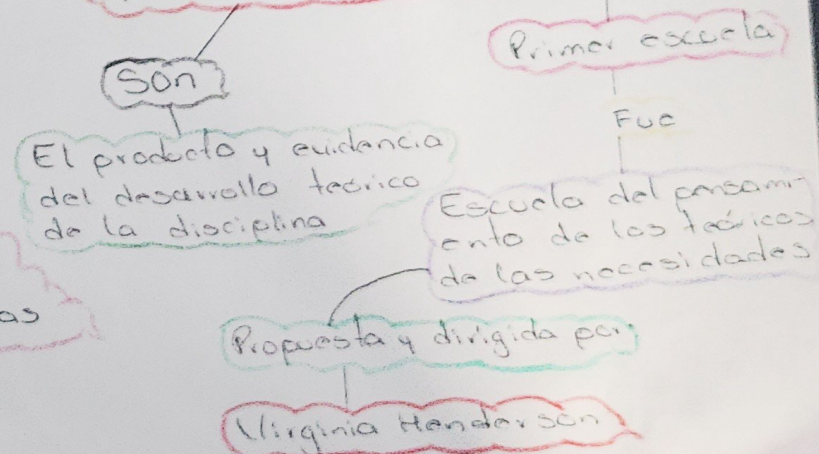 Son
El producto y evidencia
del desarrollo teórico
de la disciplina
Primer escuela
Fue
Escuela del pensami-
ento de los teóricos
de las necesidades
as
Propuesta y dirigida por:
Virginia Henderson